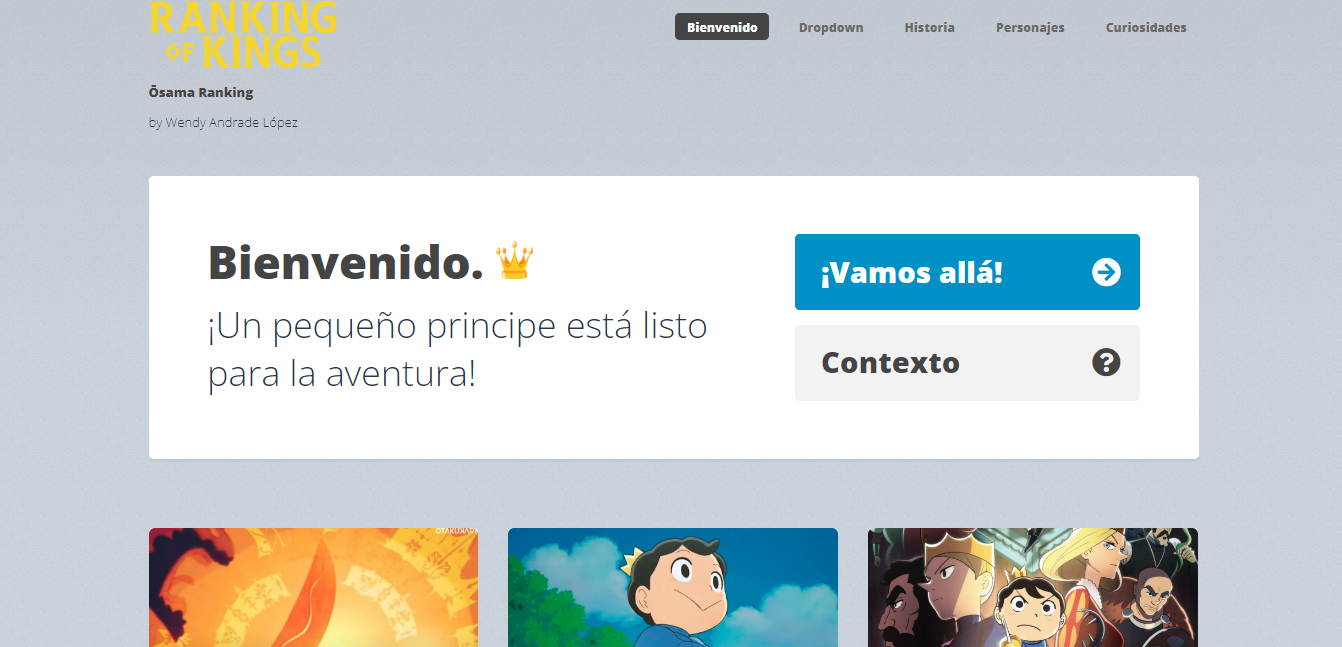 RANKING
OF KINGS
Bienvenido
Dropdown
Historia
Personajes
Curiosidades
Ōsama Ranking
by Wendy Andrade López
Bienvenido.
¡Un pequeño principe está listo
para la aventura!
¡Vamos allá!
Contexto